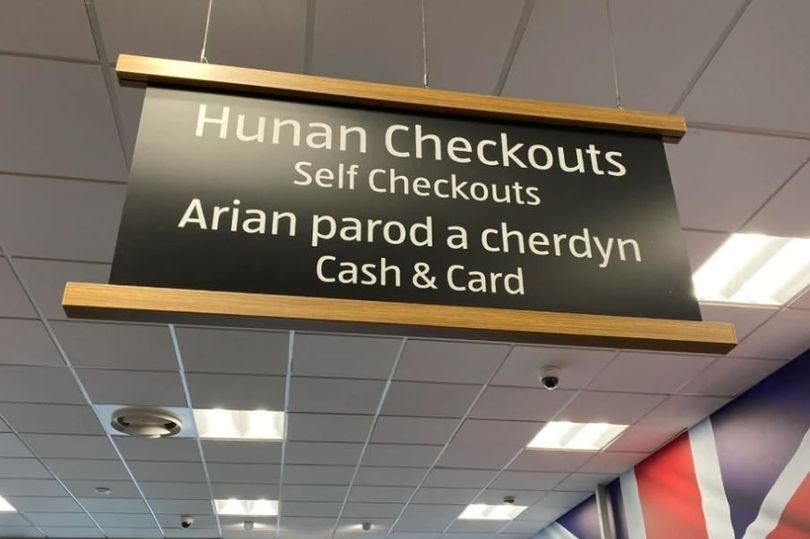 Hunan Checkouts
Self Checkouts
Arian parod a cherdyn
Cash & Card